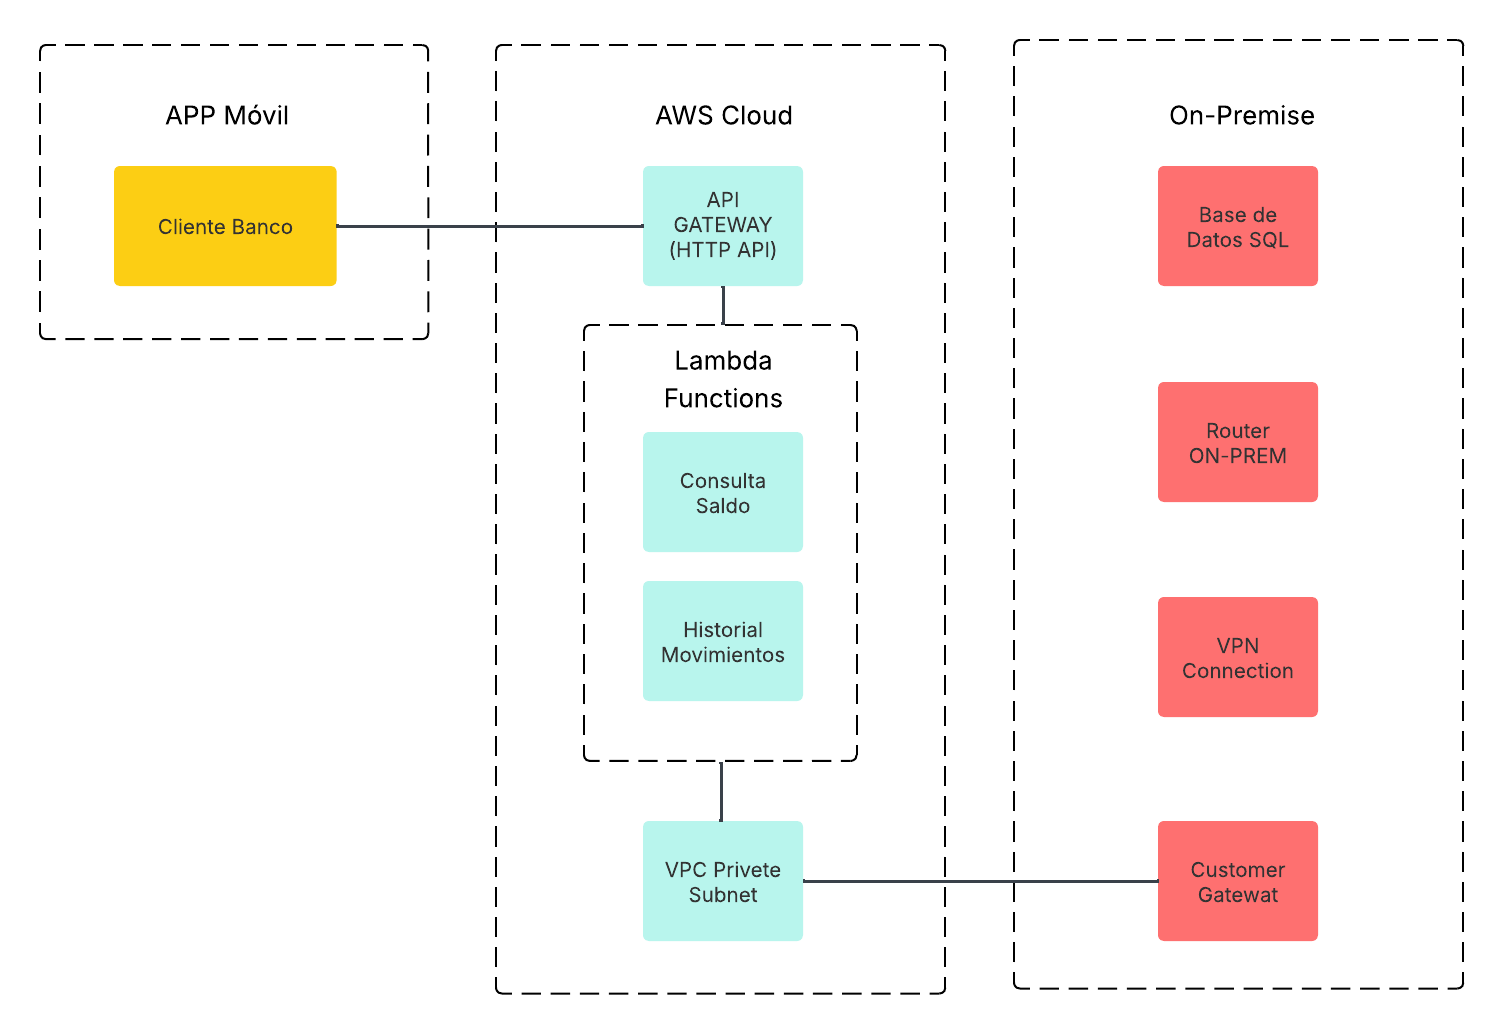 APP Móvil
Cliente Banco
AWS Cloud
API
GATEWAY
(HTTP API)
Lambda
Functions
Consulta
Saldo
Historial
Movimientos
VPC Privete
Subnet
On-Premise
Base de
Datos SQL
Router
ON-PREM
VPN
Connection
Customer
Gatewat